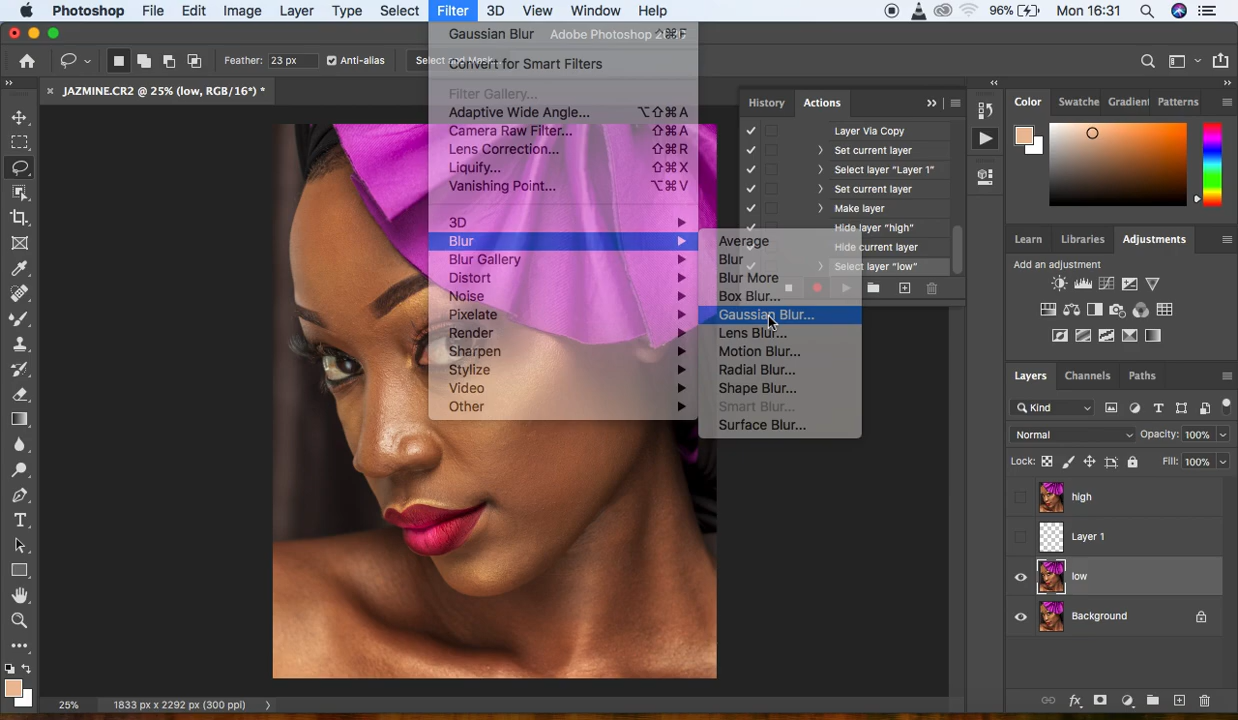 Photoshop File Edit Image Layer Type Select Filter 3D View Window Help 96% Mon 16:31
Feather: 23 px Anti-alias
JAZMINE.CR2 @ 25% (low, RGB/16*) *
Gaussian Blur ⇧⌘F
Convert for Smart Filters
Filter Gallery...
Adaptive Wide Angle... ⌥⇧⌘A
Camera Raw Filter... ⇧⌘A
Lens Correction... ⇧⌘R
Liquify... ⇧⌘X
Vanishing Point... ⌥⌘V
3D
Blur
Blur Gallery
Distort
Noise
Pixelate
Render
Sharpen
Stylize
Video
Other
Average
Blur
Blur More
Box Blur...
Gaussian Blur...
Lens Blur...
Motion Blur...
Radial Blur...
Shape Blur...
Smart Blur...
Surface Blur...
History Actions
Layer Via Copy
Set current layer
Select layer “Layer 1”
Set current layer
Make layer
Hide layer “high”
Hide current layer
Select layer “low”
Color Swatche Gradien Patterns
Learn Libraries Adjustments
Add an adjustment
Layers Channels Paths
Kind
Normal Opacity: 100%
Lock: Fill: 100%
high
Layer 1
low
Background
25% 1833 px x 2292 px (300 ppi)